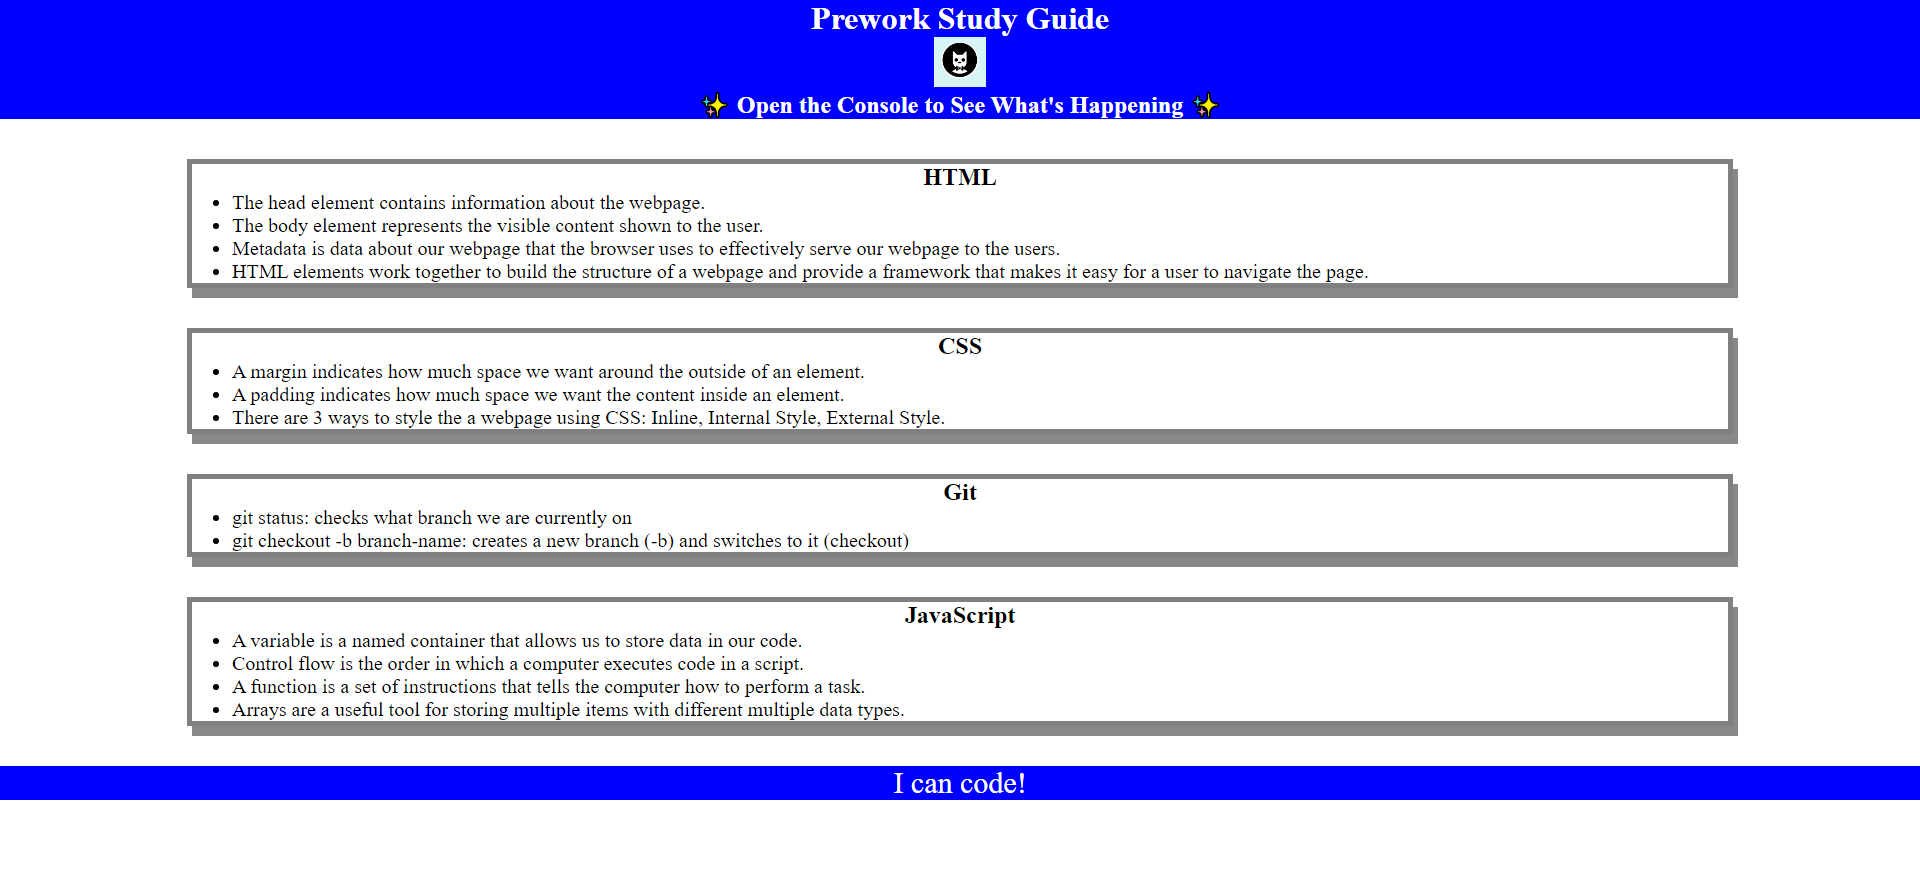 Prework Study Guide
✨ Open the Console to See What's Happening ✨
HTML
• The head element contains information about the webpage.
• The body element represents the visible content shown to the user.
• Metadata is data about our webpage that the browser uses to effectively serve our webpage to the users.
• HTML elements work together to build the structure of a webpage and provide a framework that makes it easy for a user to navigate the page.
CSS
• A margin indicates how much space we want around the outside of an element.
• A padding indicates how much space we want the content inside an element.
• There are 3 ways to style the a webpage using CSS: Inline, Internal Style, External Style.
Git
• git status: checks what branch we are currently on
• git checkout -b branch-name: creates a new branch (-b) and switches to it (checkout)
JavaScript
• A variable is a named container that allows us to store data in our code.
• Control flow is the order in which a computer executes code in a script.
• A function is a set of instructions that tells the computer how to perform a task.
• Arrays are a useful tool for storing multiple items with different multiple data types.
I can code!